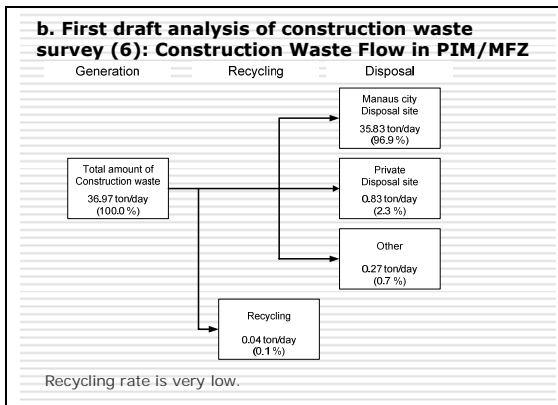 b. First draft analysis of construction waste
survey (6): Construction Waste Flow in PIM/MFZ
Generation Recycling Disposal
Manaus city
Disposal site
35.83 ton/day
(96.9 %)
Total amount of
Construction waste
36.97 ton/day
(100.0 %)
Private
Disposal site
0.83 ton/day
(2.3 %)
Other
0.27 ton/day
(0.7 %)
Recycling
0.04 ton/day
(0.1 %)
Recycling rate is very low.